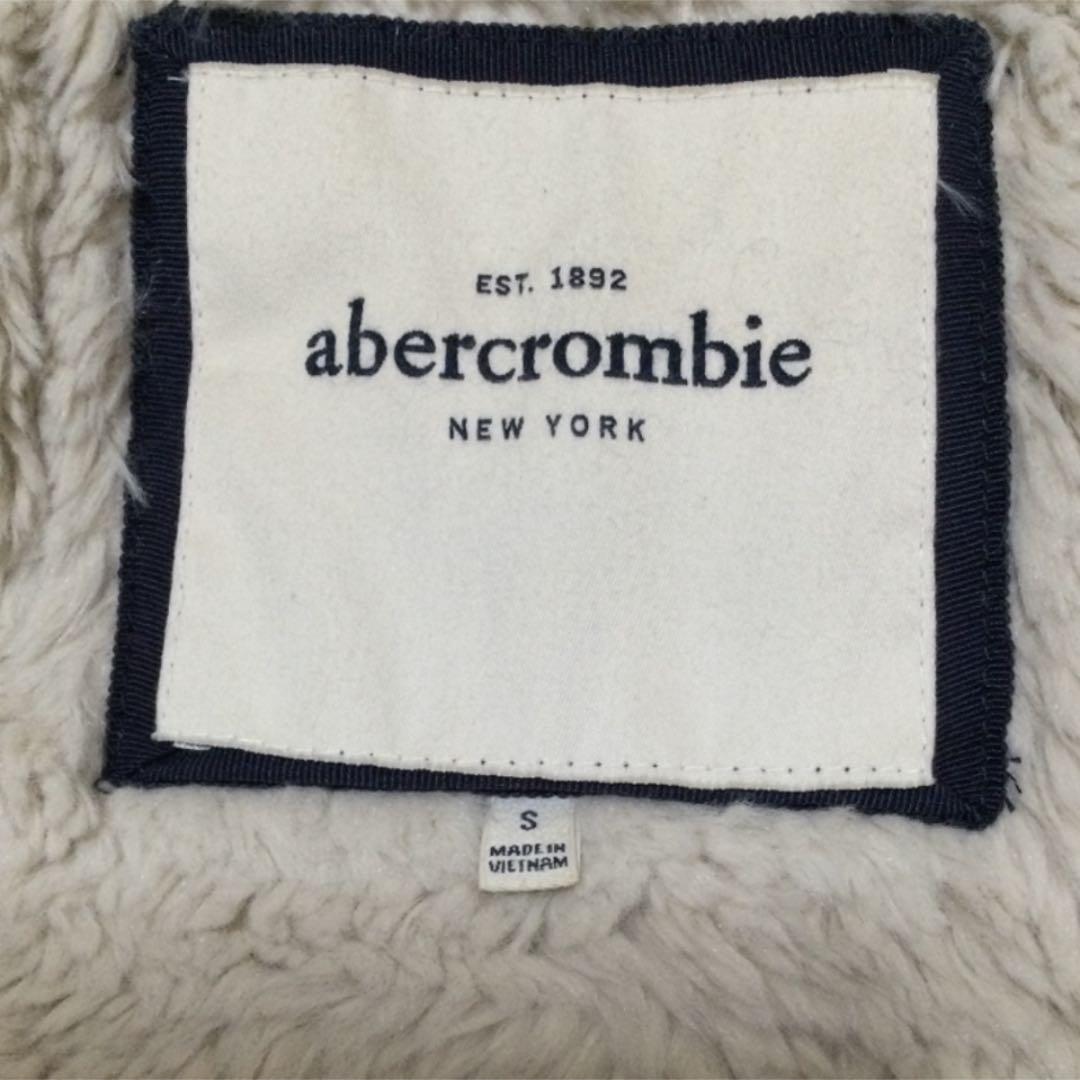 EST. 1892
abercrombie
NEW YORK
S
MADE IN
VIETNAM